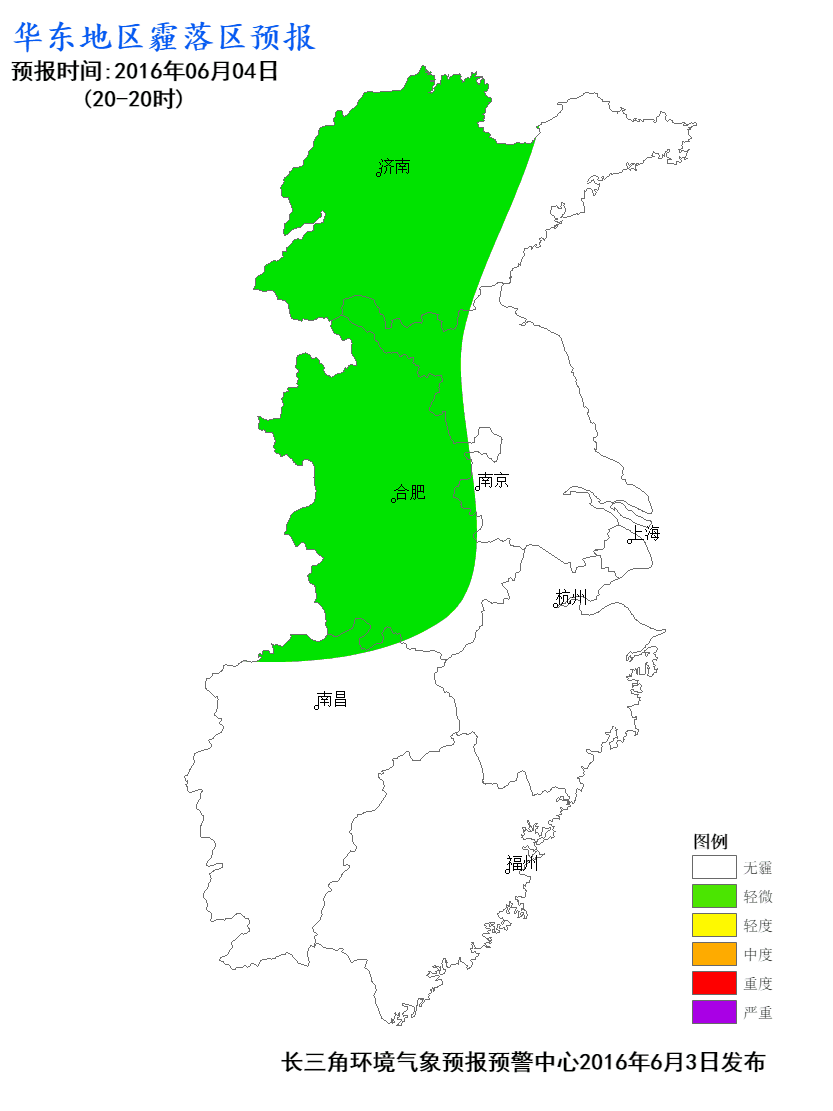 华东地区霾落区预报
预报时间:2016年06月04日
(20-20时)
济南
合肥
南京
上海
杭州
南昌
福州
图例
无霾
轻微
轻度
中度
重度
严重
长三角环境气象预报预警中心2016年6月3日发布